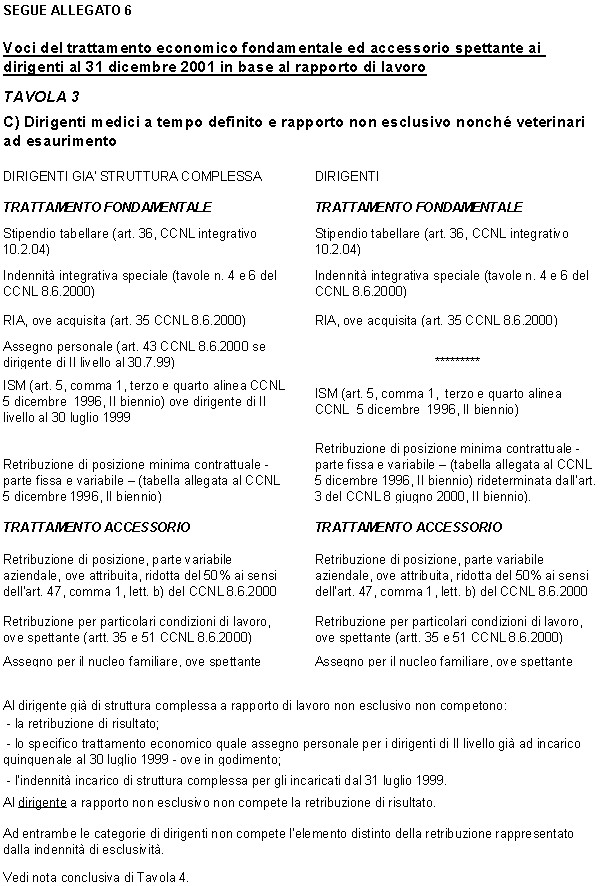 SEGUE ALLEGATO 6
Voci del trattamento economico fondamentale ed accessorio spettante ai
dirigenti al 31 dicembre 2001 in base al rapporto di lavoro
TAVOLA 3
C) Dirigenti medici a tempo definito e rapporto non esclusivo nonché veterinari
ad esaurimento
DIRIGENTI GIA' STRUTTURA COMPLESSA
TRATTAMENTO FONDAMENTALE
Stipendio tabellare (art. 36, CCNL integrativo
10.2.04)
Indennità integrativa speciale (tavole n. 4 e 6 del
CCNL 8.6.2000)
RIA, ove acquisita (art. 35 CCNL 8.6.2000)
Assegno personale (art. 43 CCNL 8.6.2000 se
dirigente di II livello al 30.7.99)
ISM (art. 5, comma 1, terzo e quarto alinea CCNL
5 dicembre 1996, II biennio) ove dirigente di II
livello al 30 luglio 1999
Retribuzione di posizione minima contrattuale -
parte fissa e variabile – (tabella allegata al CCNL
5 dicembre 1996, II biennio)
TRATTAMENTO ACCESSORIO
Retribuzione di posizione, parte variabile
aziendale, ove attribuita, ridotta del 50% ai sensi
dell'art. 47, comma 1, lett. b) del CCNL 8.6.2000
Retribuzione per particolari condizioni di lavoro,
ove spettante (artt. 35 e 51 CCNL 8.6.2000)
Assegno per il nucleo familiare, ove spettante
DIRIGENTI
TRATTAMENTO FONDAMENTALE
Stipendio tabellare (art. 36, CCNL integrativo
10.2.04)
Indennità integrativa speciale (tavole n. 4 e 6 del
CCNL 8.6.2000)
RIA, ove acquisita (art. 35 CCNL 8.6.2000)
*********
ISM (art. 5, comma 1, terzo e quarto alinea
CCNL 5 dicembre 1996, II biennio)
Retribuzione di posizione minima contrattuale -
parte fissa e variabile – (tabella allegata al CCNL
5 dicembre 1996, II biennio) rideterminata dall'art.
3 del CCNL 8 giugno 2000, II biennio).
TRATTAMENTO ACCESSORIO
Retribuzione di posizione, parte variabile
aziendale, ove attribuita, ridotta del 50% ai sensi
dell'art. 47, comma 1, lett. b) del CCNL 8.6.2000
Retribuzione per particolari condizioni di lavoro,
ove spettante (artt. 35 e 51 CCNL 8.6.2000)
Assegno per il nucleo familiare, ove spettante
Al dirigente già di struttura complessa a rapporto di lavoro non esclusivo non competono:
- la retribuzione di risultato;
- lo specifico trattamento economico quale assegno personale per i dirigenti di II livello già ad incarico
quinquenale al 30 luglio 1999 - ove in godimento;
- l'indennità incarico di struttura complessa per gli incaricati dal 31 luglio 1999.
Al dirigente a rapporto non esclusivo non compete la retribuzione di risultato.
Ad entrambe le categorie di dirigenti non compete l'elemento distinto della retribuzione rappresentato
dalla indennità di esclusività.
Vedi nota conclusiva di Tavola 4.